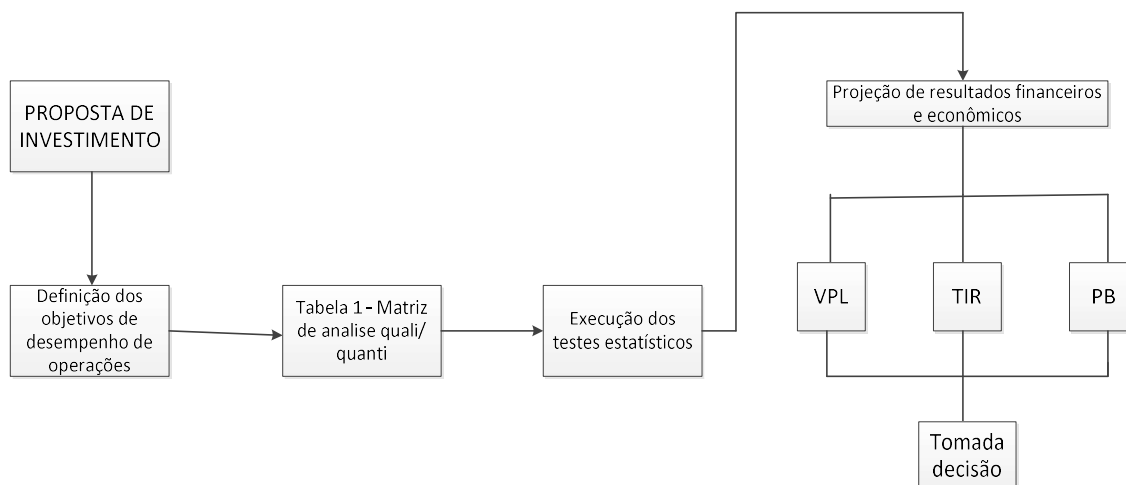 PROPOSTA DE
INVESTIMENTO
Definição dos
objetivos de
desempenho de
operações
Tabela 1 - Matriz
de analise quali/
quanti
Execução dos
testes estatísticos
Projeção de resultados financeiros
e econômicos
VPL
TIR
PB
Tomada
decisão